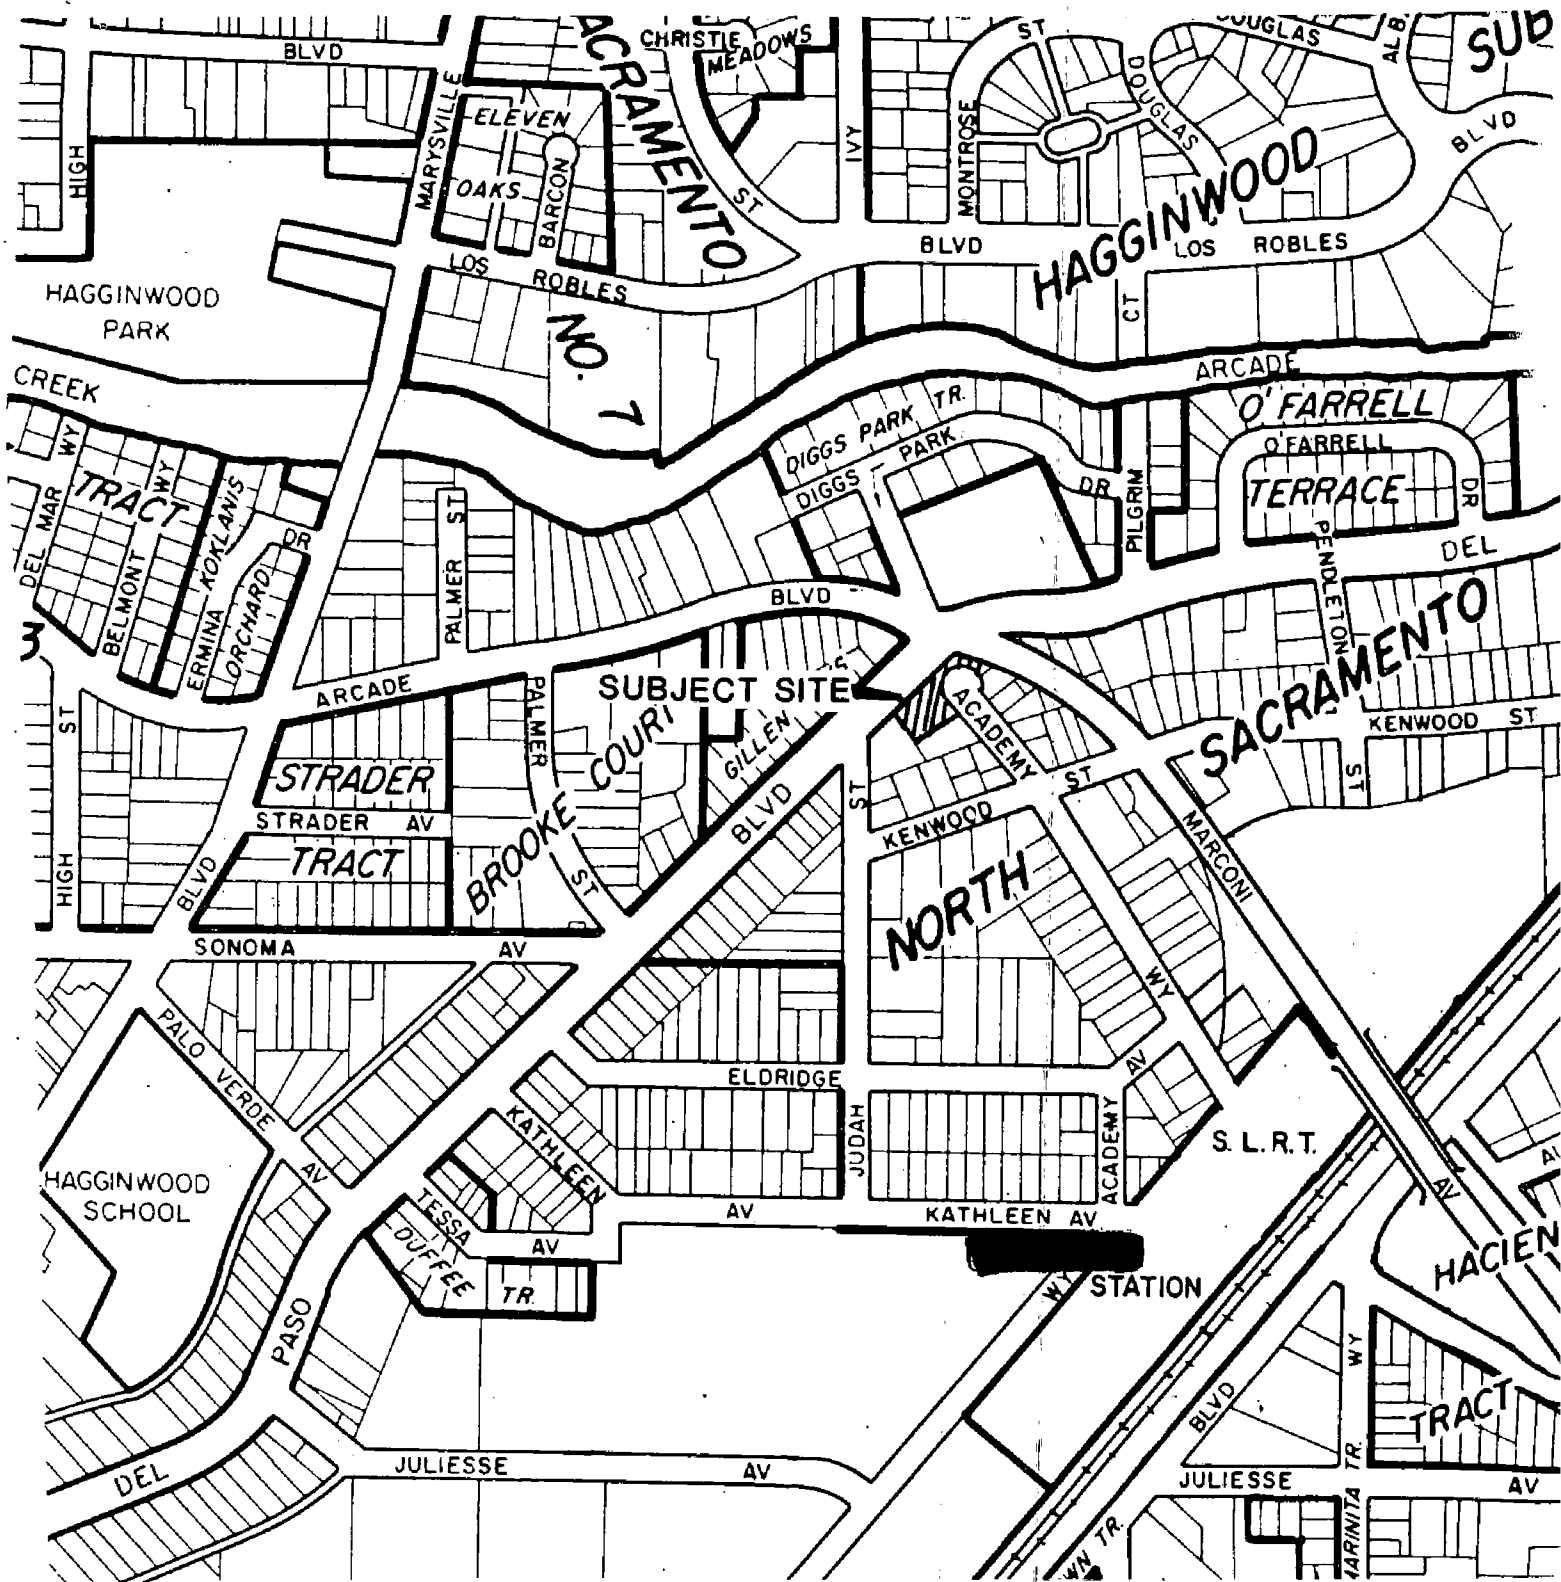 BLVD
CHRISTIE
MEADOWS
ST
DOUGLAS
SUB
HIGH
MARYSVILLE
ELEVEN
OAKS
BARCON
ACRAMENTO
NO. 7
ST
IVY
MONTROSE
DOUGLAS
BLVD
HAGGINWOOD
LOS ROBLES
BLVD
LOS ROBLES
CT
HAGGINWOOD
PARK
CREEK
ARCADE
O'FARRELL
O'FARRELL
TERRACE
DR
DIGGS PARK TR.
DIGGS PARK
DR
PILGRIM
PENDLETON
DEL
WY
TRACT
WY
DEL MAR
BELMONT
KOKLANIS
ERMINA
ORCHARD
DR
PALMER ST
BLVD
3
ARCADE
SUBJECT SITE
GILLEN
ACADEMY
SACRAMENTO
KENWOOD ST
ST
HIGH ST
STRADER
STRADER AV
TRACT
BLVD
PALMER
ST
BROOKE COURT
BLVD
ST
KENWOOD
ST
MARCONI
NORTH
SONOMA AV
WY
PALO VERDE
AV
ELDRIDGE
AV
KATHLEEN
JUDAH
ACADEMY
S.L.R.T.
HAGGINWOOD
SCHOOL
TESSA
AV
DUFFEE
TR.
AV
KATHLEEN AV
AV
HACIEN
STATION
WY
PASO
DEL
JULIESSE AV
BLVD
WY
TRACT
JULIESSE AV
TR.
MARINITA
WN TR.